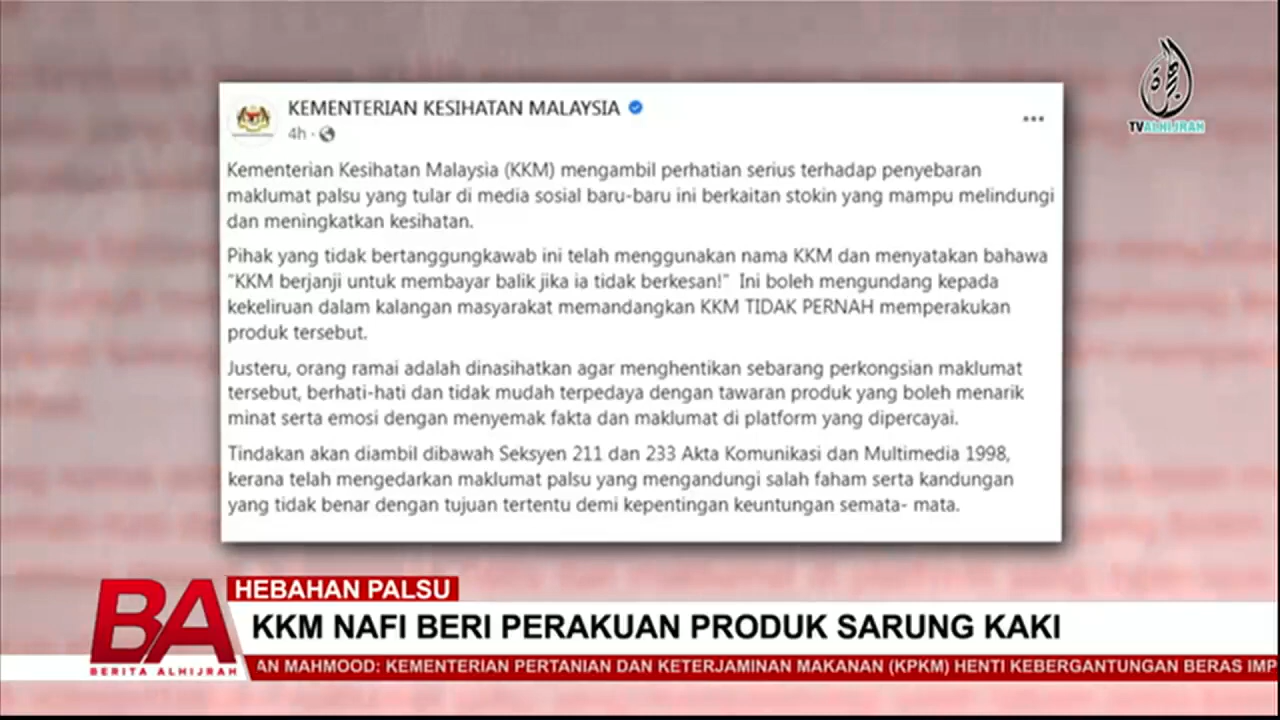 هجرة
TV ALHIJRAH
KEMENTERIAN KESIHATAN MALAYSIA
4h ·
Kementerian Kesihatan Malaysia (KKM) mengambil perhatian serius terhadap penyebaran
maklumat palsu yang tular di media sosial baru-baru ini berkaitan stokin yang mampu melindungi
dan meningkatkan kesihatan.
Pihak yang tidak bertanggungkawab ini telah menggunakan nama KKM dan menyatakan bahawa
"KKM berjanji untuk membayar balik jika ia tidak berkesan!" Ini boleh mengundang kepada
kekeliruan dalam kalangan masyarakat memandangkan KKM TIDAK PERNAH memperakukan
produk tersebut.
Justeru, orang ramai adalah dinasihatkan agar menghentikan sebarang perkongsian maklumat
tersebut, berhati-hati dan tidak mudah terpedaya dengan tawaran produk yang boleh menarik
minat serta emosi dengan menyemak fakta dan maklumat di platform yang dipercayai.
Tindakan akan diambil dibawah Seksyen 211 dan 233 Akta Komunikasi dan Multimedia 1998,
kerana telah mengedarkan maklumat palsu yang mengandungi salah faham serta kandungan
yang tidak benar dengan tujuan tertentu demi kepentingan keuntungan semata- mata.
HEBAHAN PALSU
KKM NAFI BERI PERAKUAN PRODUK SARUNG KAKI
BA
BERITA ALHIJRAH
AN MAHMOOD: KEMENTERIAN PERTANIAN DAN KETERJAMINAN MAKANAN (KPKM) HENTI KEBERGANTUNGAN BERAS IMP